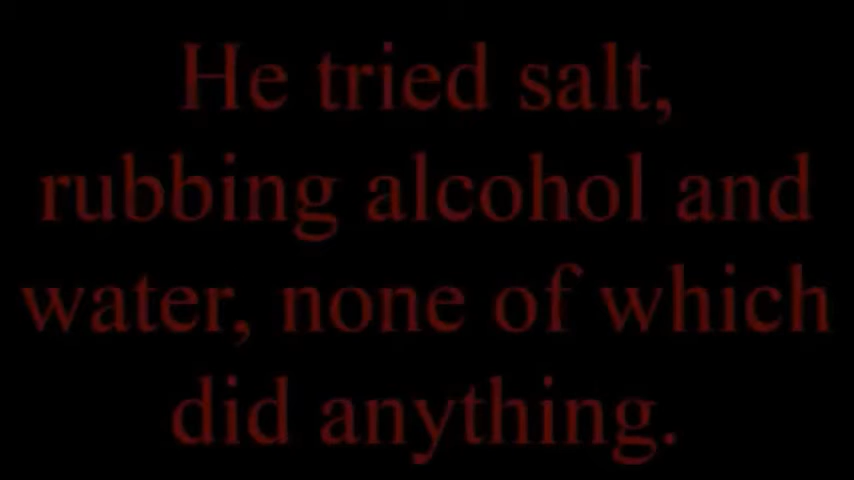 He tried salt,
rubbing alcohol and
water, none of which
did anything.